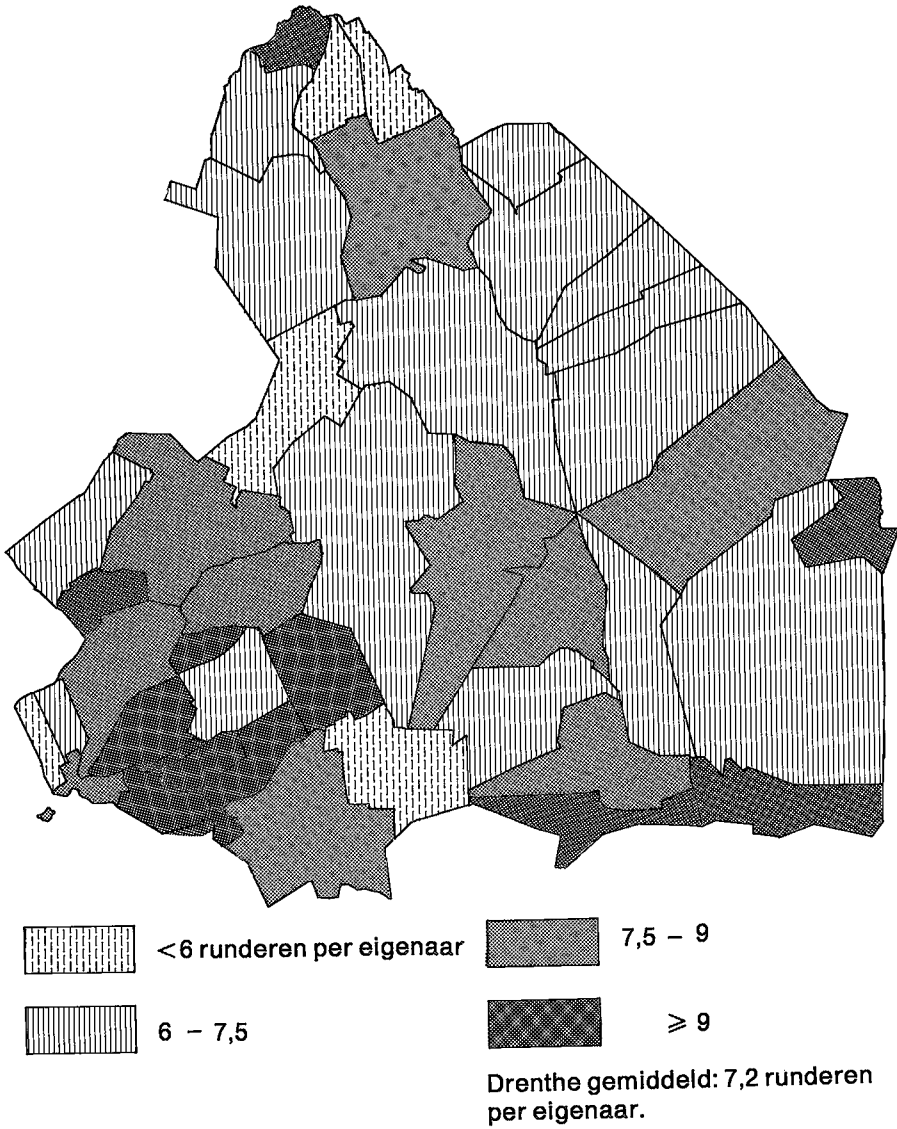 <6 runderen per eigenaar
6 – 7,5
7,5 – 9
⩾ 9
Drenthe gemiddeld: 7,2 runderen
per eigenaar.